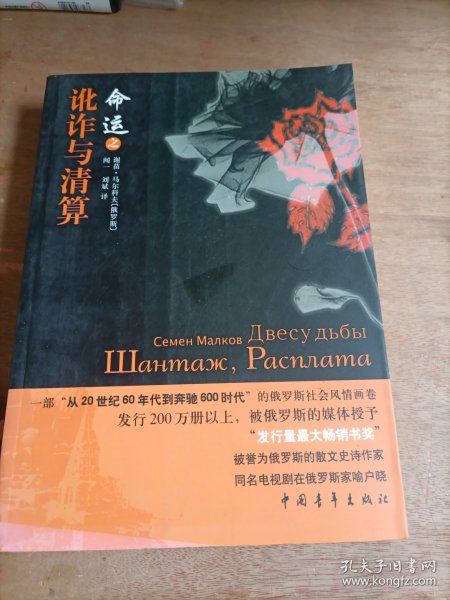 命运之
讹诈与清算
谢苗·马尔科夫〔俄罗斯〕
闻一 刘斌 译
Семен Малков Двесу дьбы
Шантаж, Расплата
一部“从20世纪60年代到奔驰600时代”的俄罗斯社会风情画卷
发行200万册以上，被俄罗斯的媒体授予
“发行量最大畅销书奖”
被誉为俄罗斯的散文史诗作家
同名电视剧在俄罗斯家喻户晓
中国青年出版社
孔夫子旧书网
www.kongfz.com